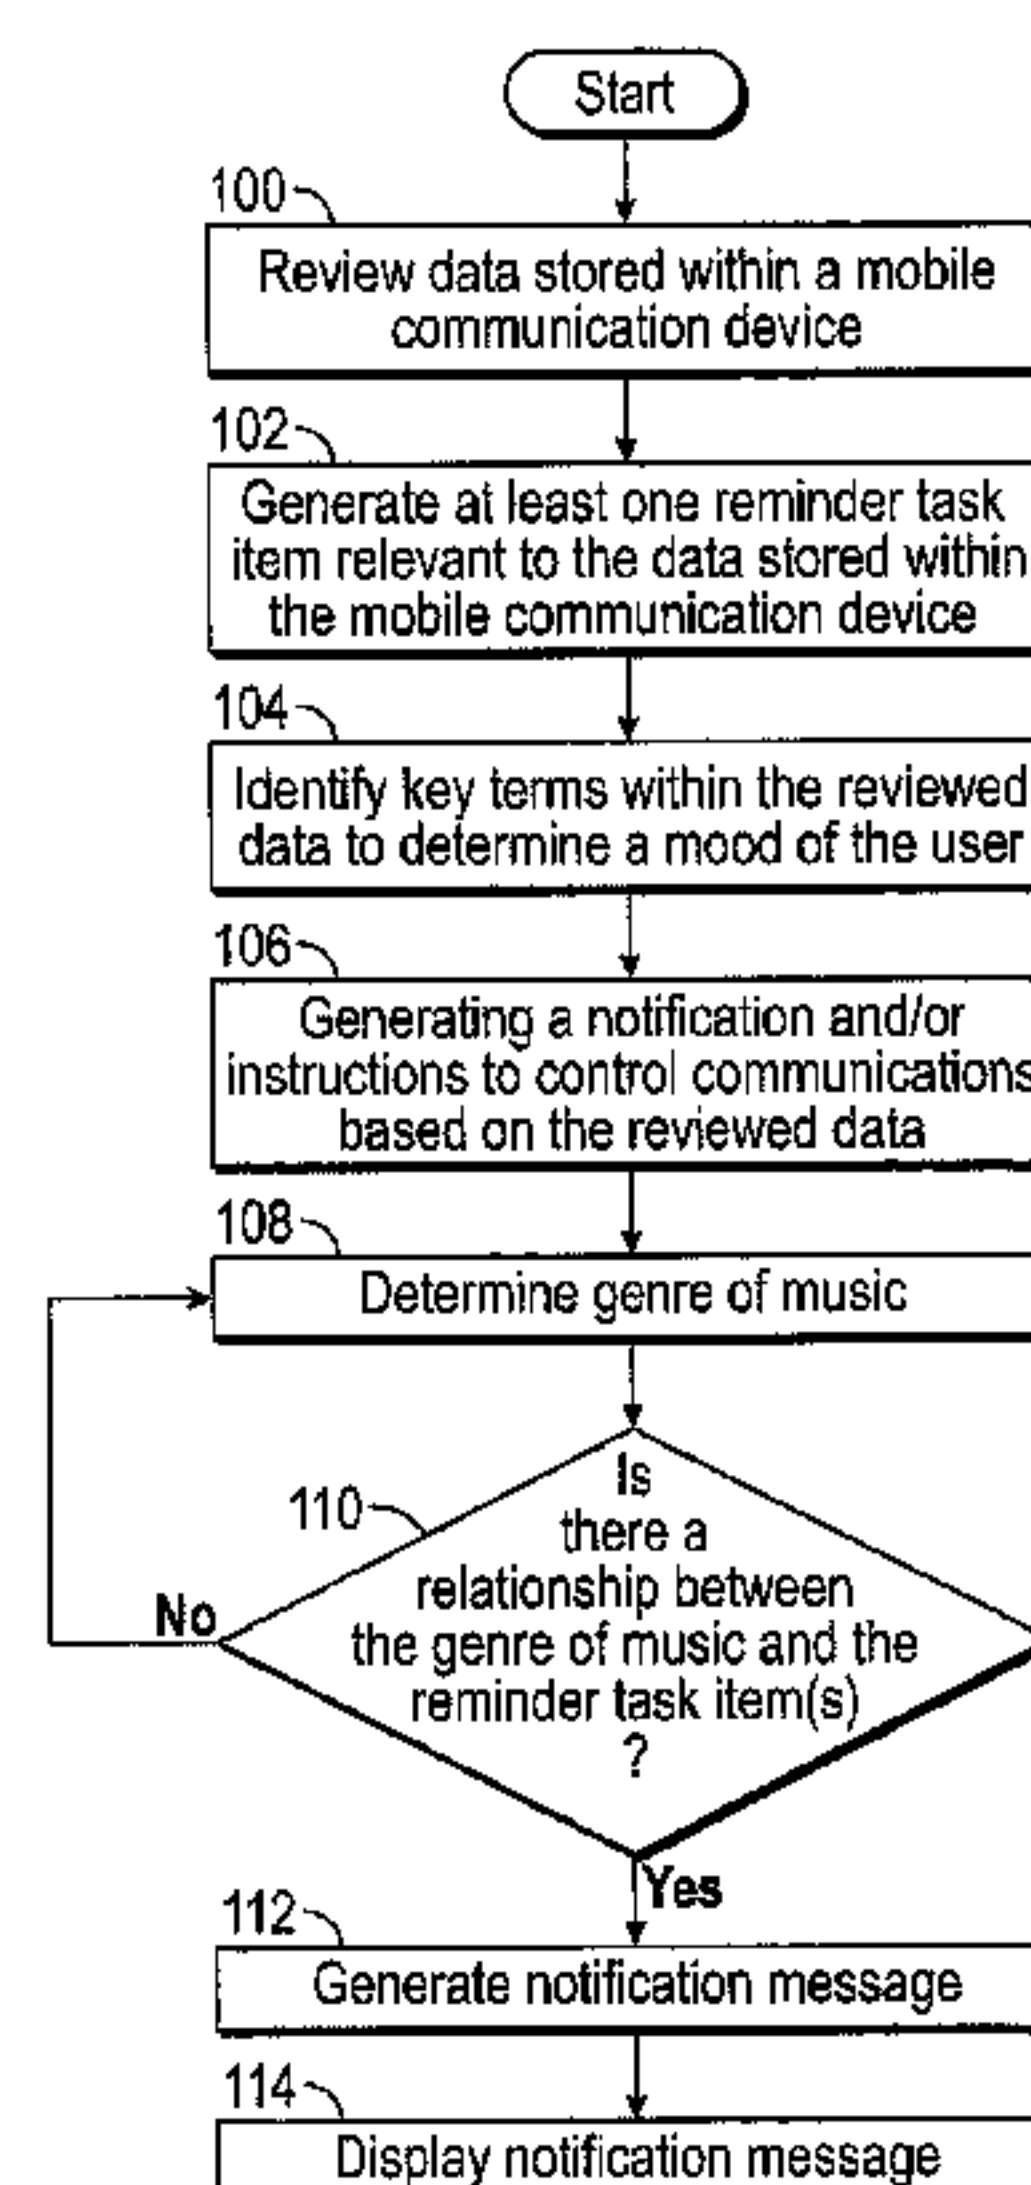 Start
100
Review data stored within a mobile
communication device
102
Generate at least one reminder task
item relevant to the data stored within
the mobile communication device
104
Identify key terms within the reviewed
data to determine a mood of the user
106
Generating a notification and/or
instructions to control communications
based on the reviewed data
108
Determine genre of music
110
Is
there a
relationship between
the genre of music and the
reminder task item(s)
?
No
Yes
112
Generate notification message
114
Display notification message